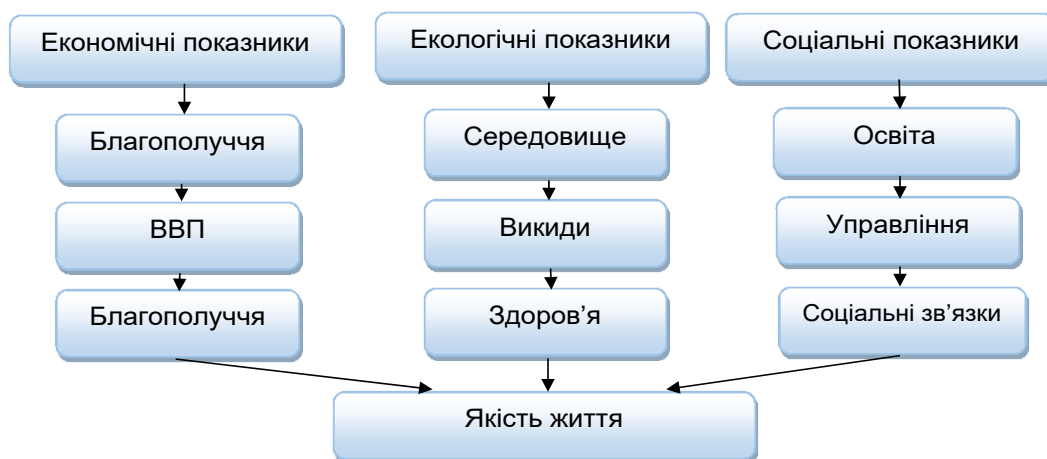 Економічні показники
Екологічні показники
Соціальні показники
Благополуччя
Середовище
Освіта
ВВП
Викиди
Управління
Благополуччя
Здоров’я
Соціальні зв’язки
Якість життя